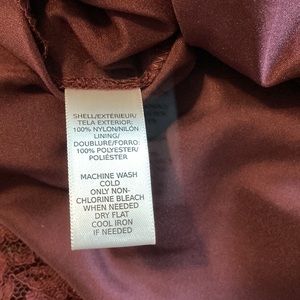 SHELL/EXTÉRIEUR/
TELA EXTERIOR:
100% NYLON/NILÓN
LINING/
DOUBLURE/FORRO:
100% POLYESTER/
POLIÉSTER
MACHINE WASH
COLD
ONLY NON-
CHLORINE BLEACH
WHEN NEEDED
DRY FLAT
COOL IRON
IF NEEDED